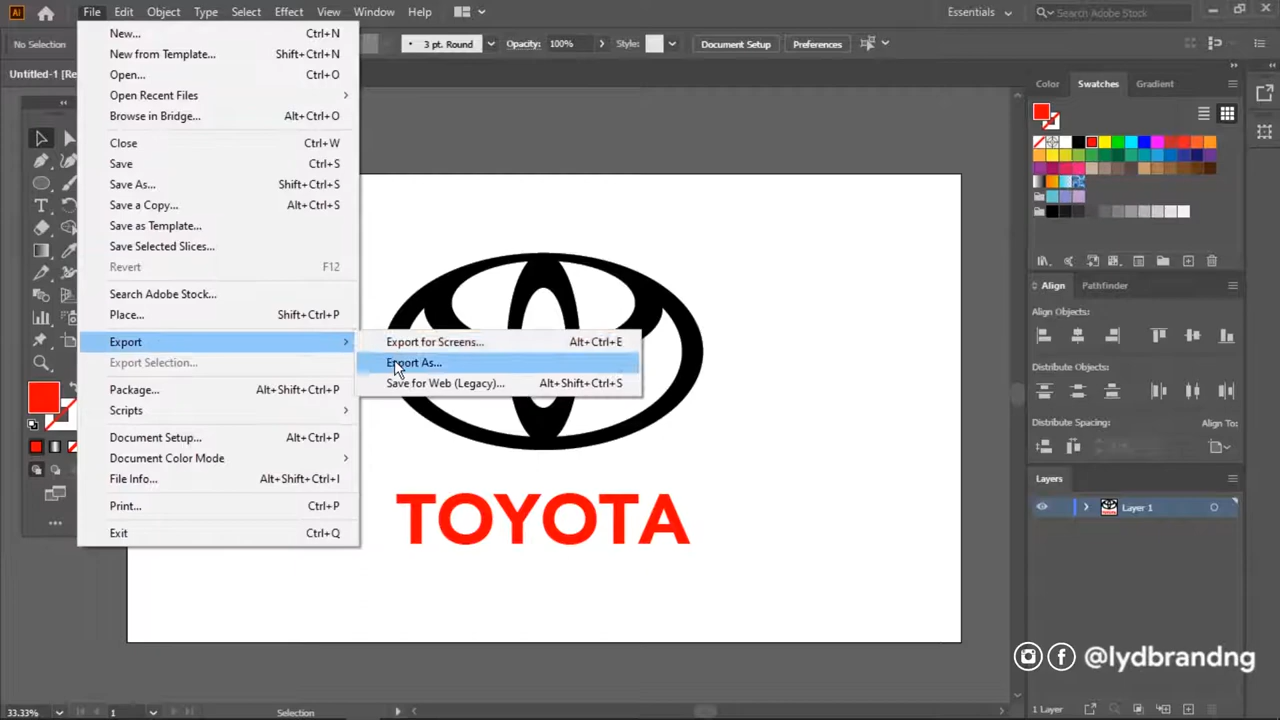 Ai File Edit Object Type Select Effect View Window Help Essentials Search Adobe Stock
No Selection 3 pt. Round Opacity: 100% Style: Document Setup Preferences
Untitled-1 [Re
New... Ctrl+N
New from Template... Shift+Ctrl+N
Open... Ctrl+O
Open Recent Files
Browse in Bridge... Alt+Ctrl+O
Close Ctrl+W
Save Ctrl+S
Save As... Shift+Ctrl+S
Save a Copy... Alt+Ctrl+S
Save as Template...
Save Selected Slices...
Revert F12
Search Adobe Stock...
Place... Shift+Ctrl+P
Export
Export Selection...
Package... Alt+Shift+Ctrl+P
Scripts
Document Setup... Alt+Ctrl+P
Document Color Mode
File Info... Alt+Shift+Ctrl+I
Print... Ctrl+P
Exit Ctrl+Q
Export for Screens... Alt+Ctrl+E
Export As...
Save for Web (Legacy)... Alt+Shift+Ctrl+S
TOYOTA
Color Swatches Gradient
Align Pathfinder
Align Objects:
Distribute Objects:
Distribute Spacing: Align To:
Layers
Layer 1
@lydbrandng
33.33% 1 Selection 1 Layer